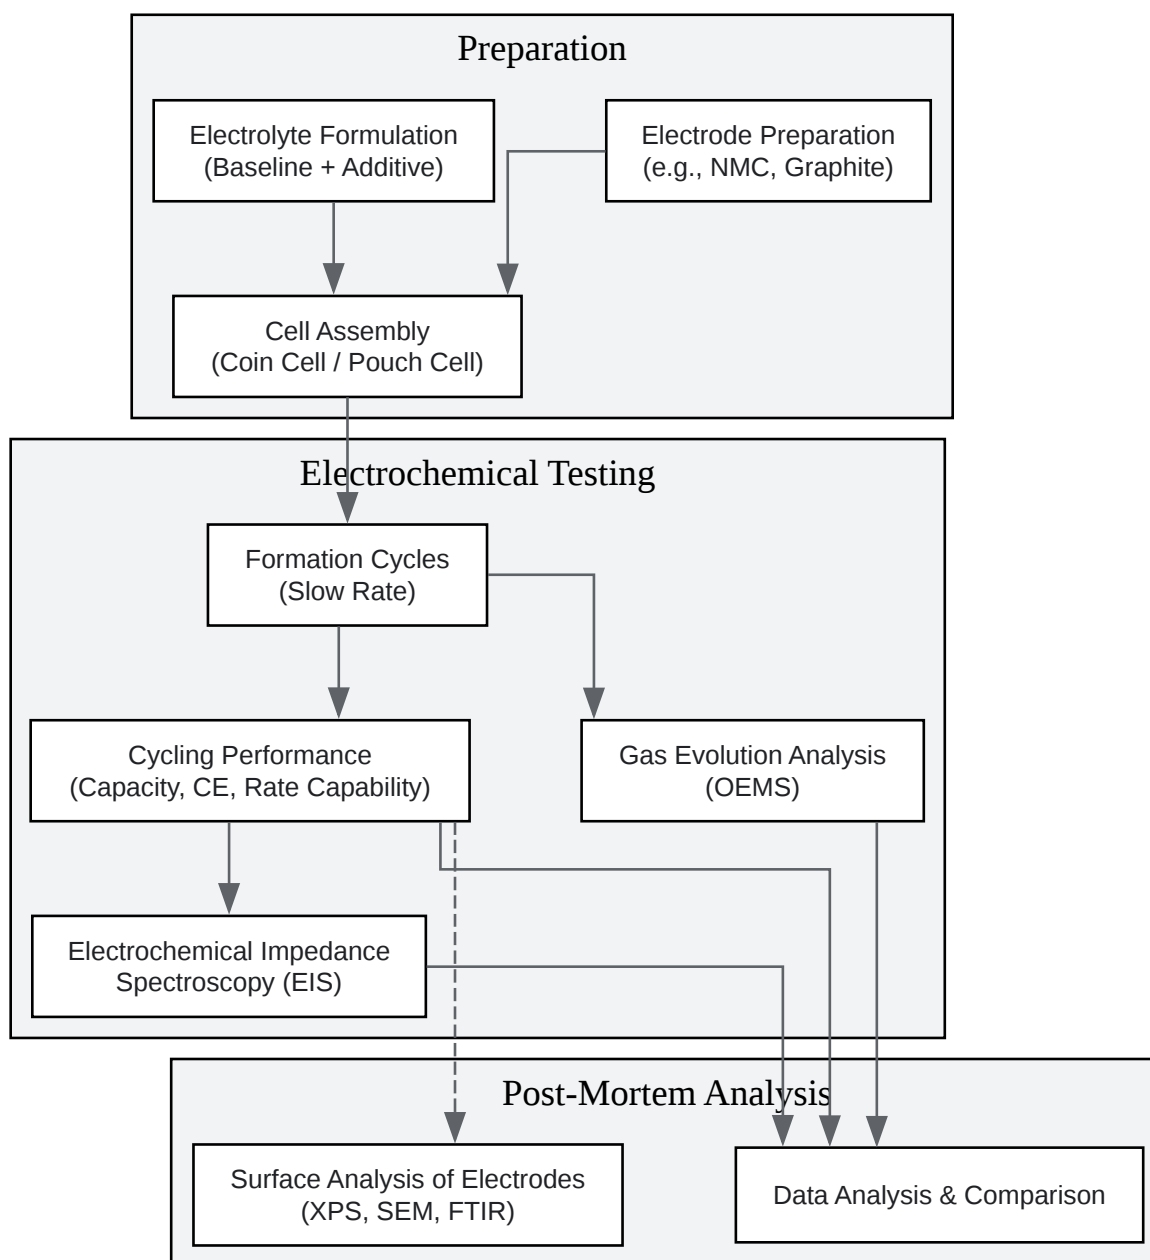 Preparation
Electrolyte Formulation
(Baseline + Additive)
Electrode Preparation
(e.g., NMC, Graphite)
Cell Assembly
(Coin Cell / Pouch Cell)
Electrochemical Testing
Formation Cycles
(Slow Rate)
Cycling Performance
(Capacity, CE, Rate Capability)
Gas Evolution Analysis
(OEMS)
Electrochemical Impedance
Spectroscopy (EIS)
Post-Mortem Analysis
Surface Analysis of Electrodes
(XPS, SEM, FTIR)
Data Analysis & Comparison